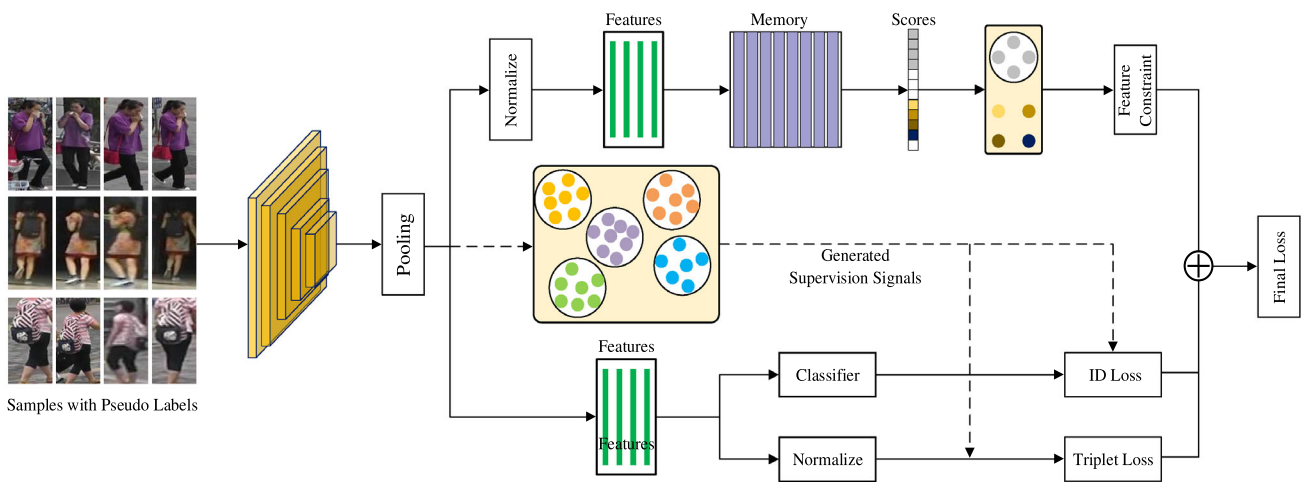 Features
Memory
Scores
Normalize
Feature
Constraint
Pooling
Generated
Supervision Signals
Final Loss
Samples with Pseudo Labels
Features
Features
Classifier
ID Loss
Normalize
Triplet Loss